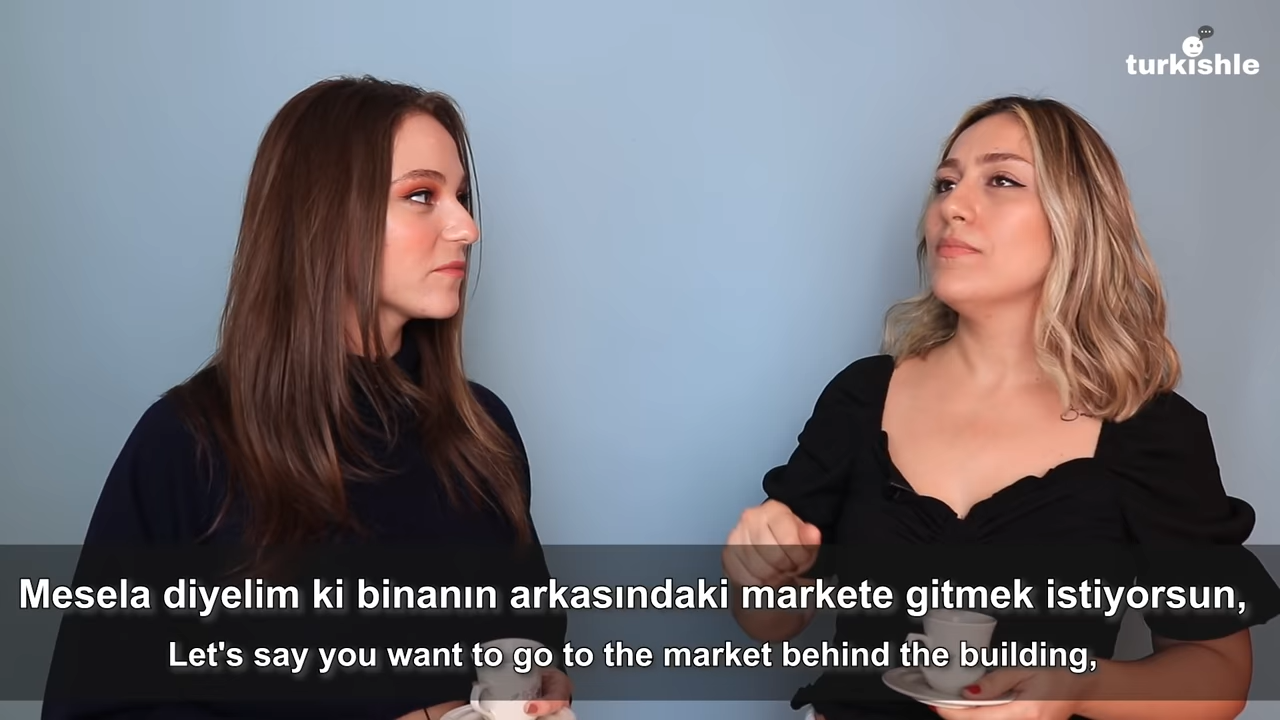 turkishle
Mesela diyelim ki binanın arkasındaki markete gitmek istiyorsun,
Let's say you want to go to the market behind the building,